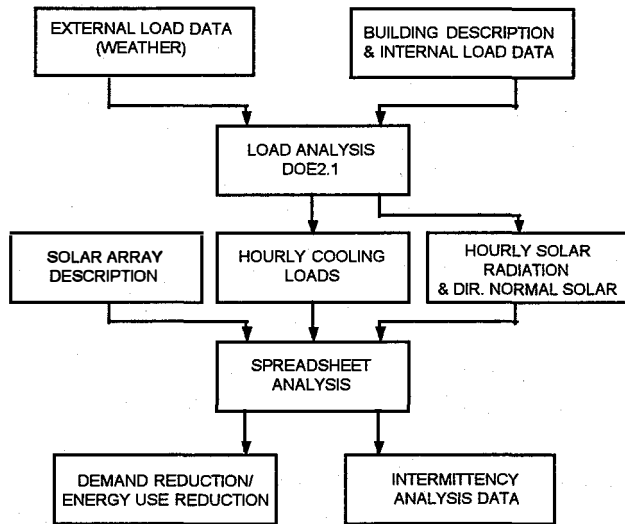 EXTERNAL LOAD DATA
(WEATHER)
BUILDING DESCRIPTION
& INTERNAL LOAD DATA
LOAD ANALYSIS
DOE2.1
SOLAR ARRAY
DESCRIPTION
HOURLY COOLING
LOADS
HOURLY SOLAR
RADIATION
& DIR. NORMAL SOLAR
SPREADSHEET
ANALYSIS
DEMAND REDUCTION/
ENERGY USE REDUCTION
INTERMITTENCY
ANALYSIS DATA